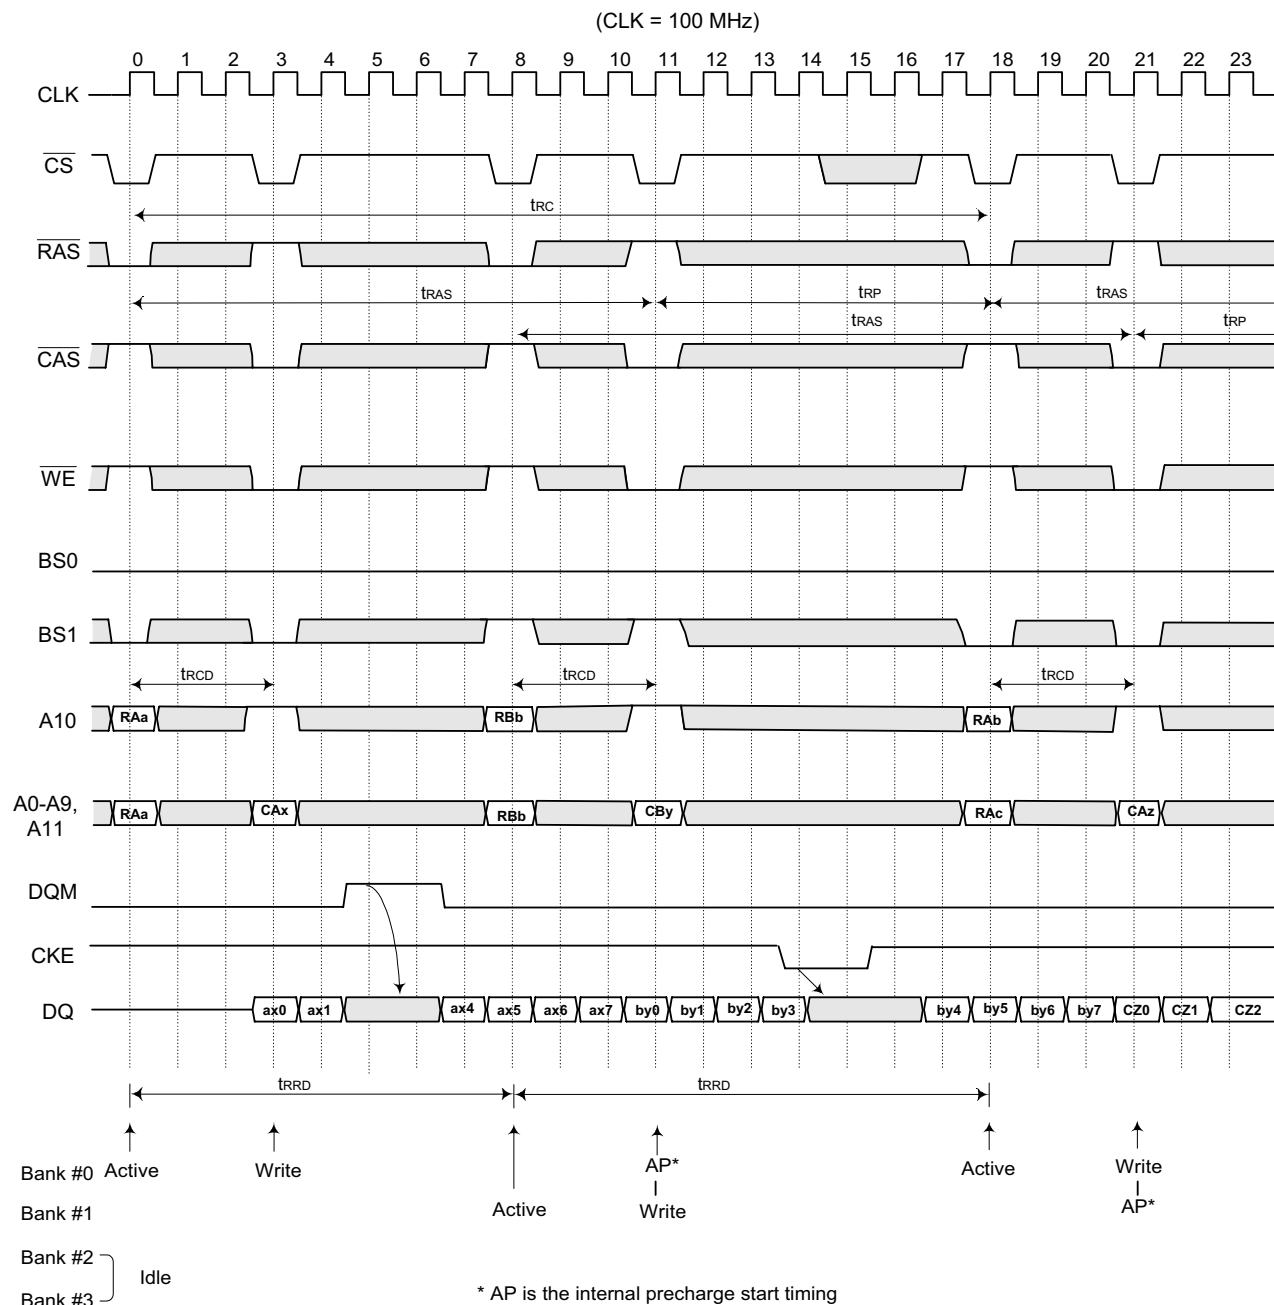 (CLK = 100 MHz)
0 1 2 3 4 5 6 7 8 9 10 11 12 13 14 15 16 17 18 19 20 21 22 23
CLK
CS
tRC
RAS
tRAS tRP tRAS
tRAS tRP
CAS
WE
BS0
BS1
tRCD tRCD tRCD
A10 RAa RBb RAb
A0-A9, A11 RAa CAx RBb CBy RAc CAz
DQM
CKE
DQ ax0 ax1 ax4 ax5 ax6 ax7 by0 by1 by2 by3 by4 by5 by6 by7 CZ0 CZ1 CZ2
tRRD tRRD
Bank #0 Active Write AP* Active Write
Bank #1 Active Write AP*
Bank #2
Idle
Bank #3
* AP is the internal precharge start timing